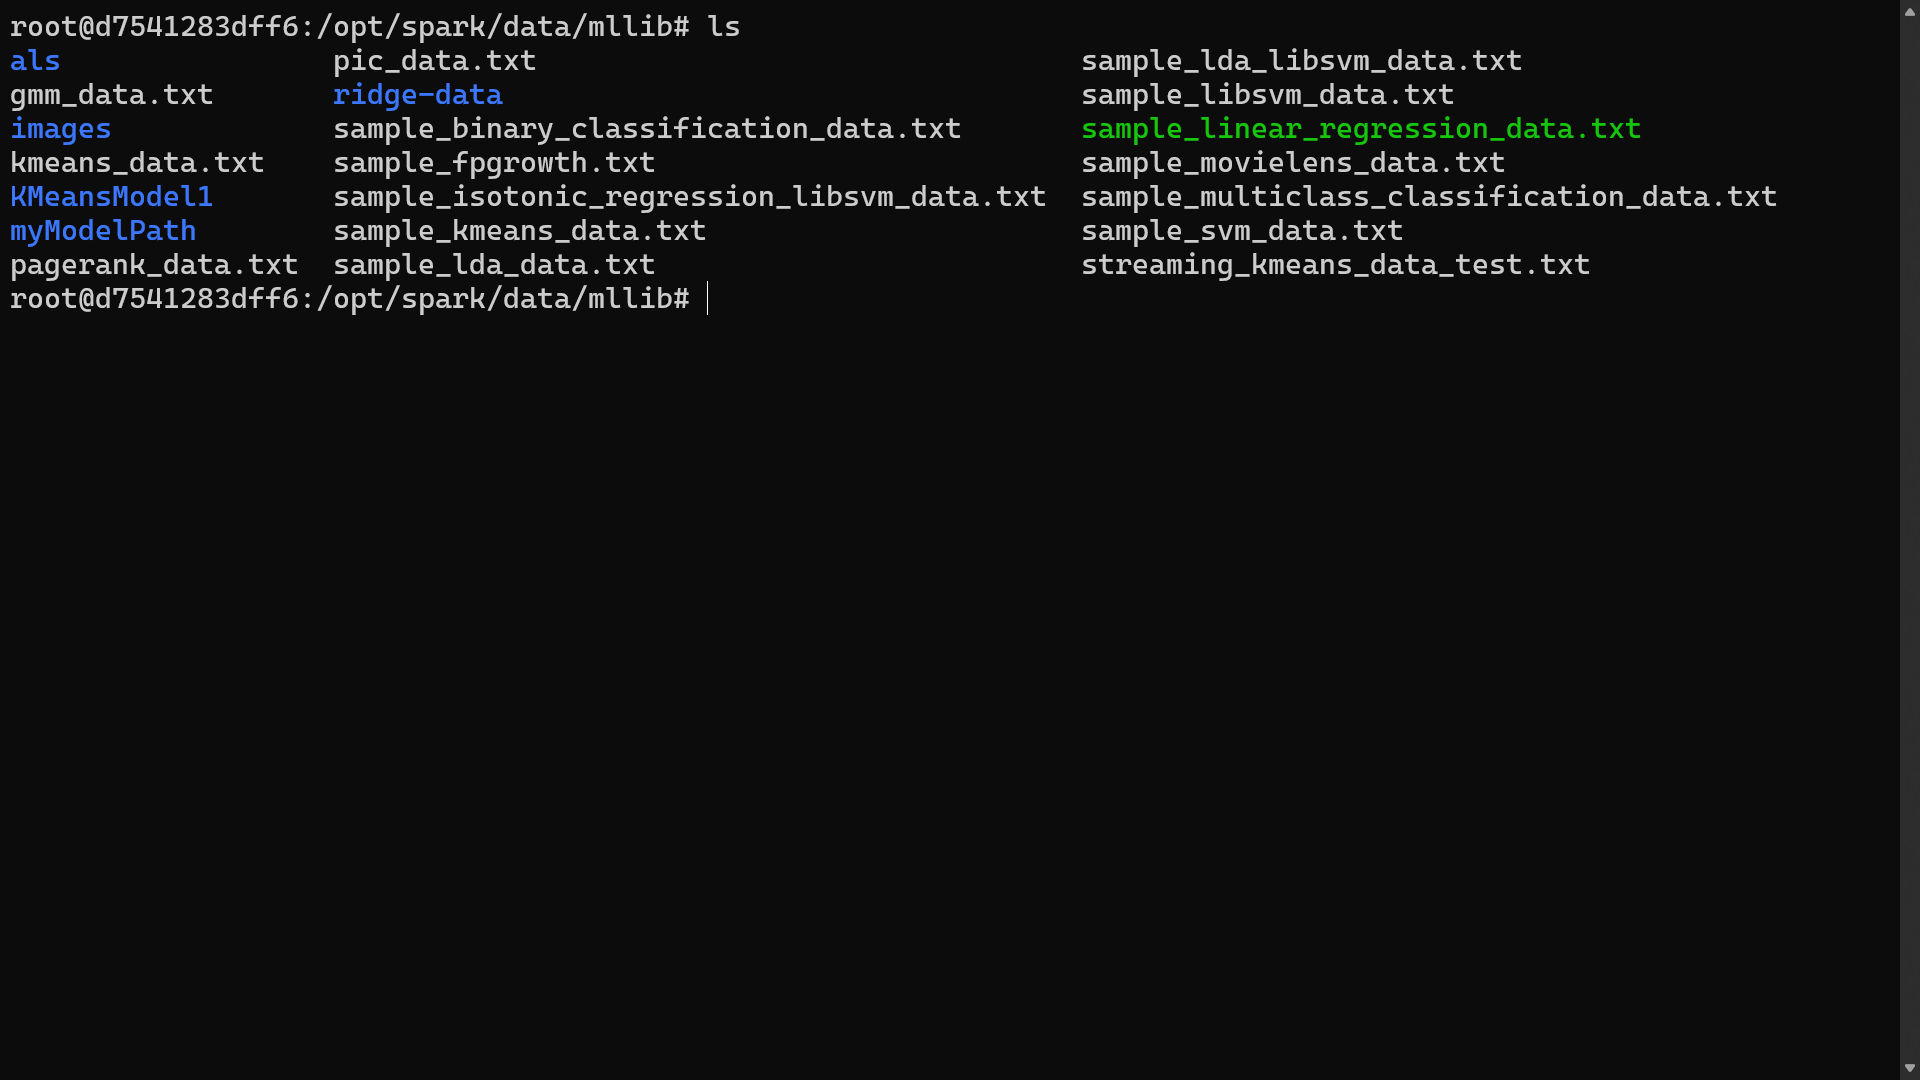 root@d7541283dff6:/opt/spark/data/mllib# ls
als                pic_data.txt                                sample_lda_libsvm_data.txt
gmm_data.txt       ridge-data                                  sample_libsvm_data.txt
images             sample_binary_classification_data.txt       sample_linear_regression_data.txt
kmeans_data.txt    sample_fpgrowth.txt                         sample_movielens_data.txt
KMeansModel1       sample_isotonic_regression_libsvm_data.txt  sample_multiclass_classification_data.txt
myModelPath        sample_kmeans_data.txt                      sample_svm_data.txt
pagerank_data.txt  sample_lda_data.txt                         streaming_kmeans_data_test.txt
root@d7541283dff6:/opt/spark/data/mllib#